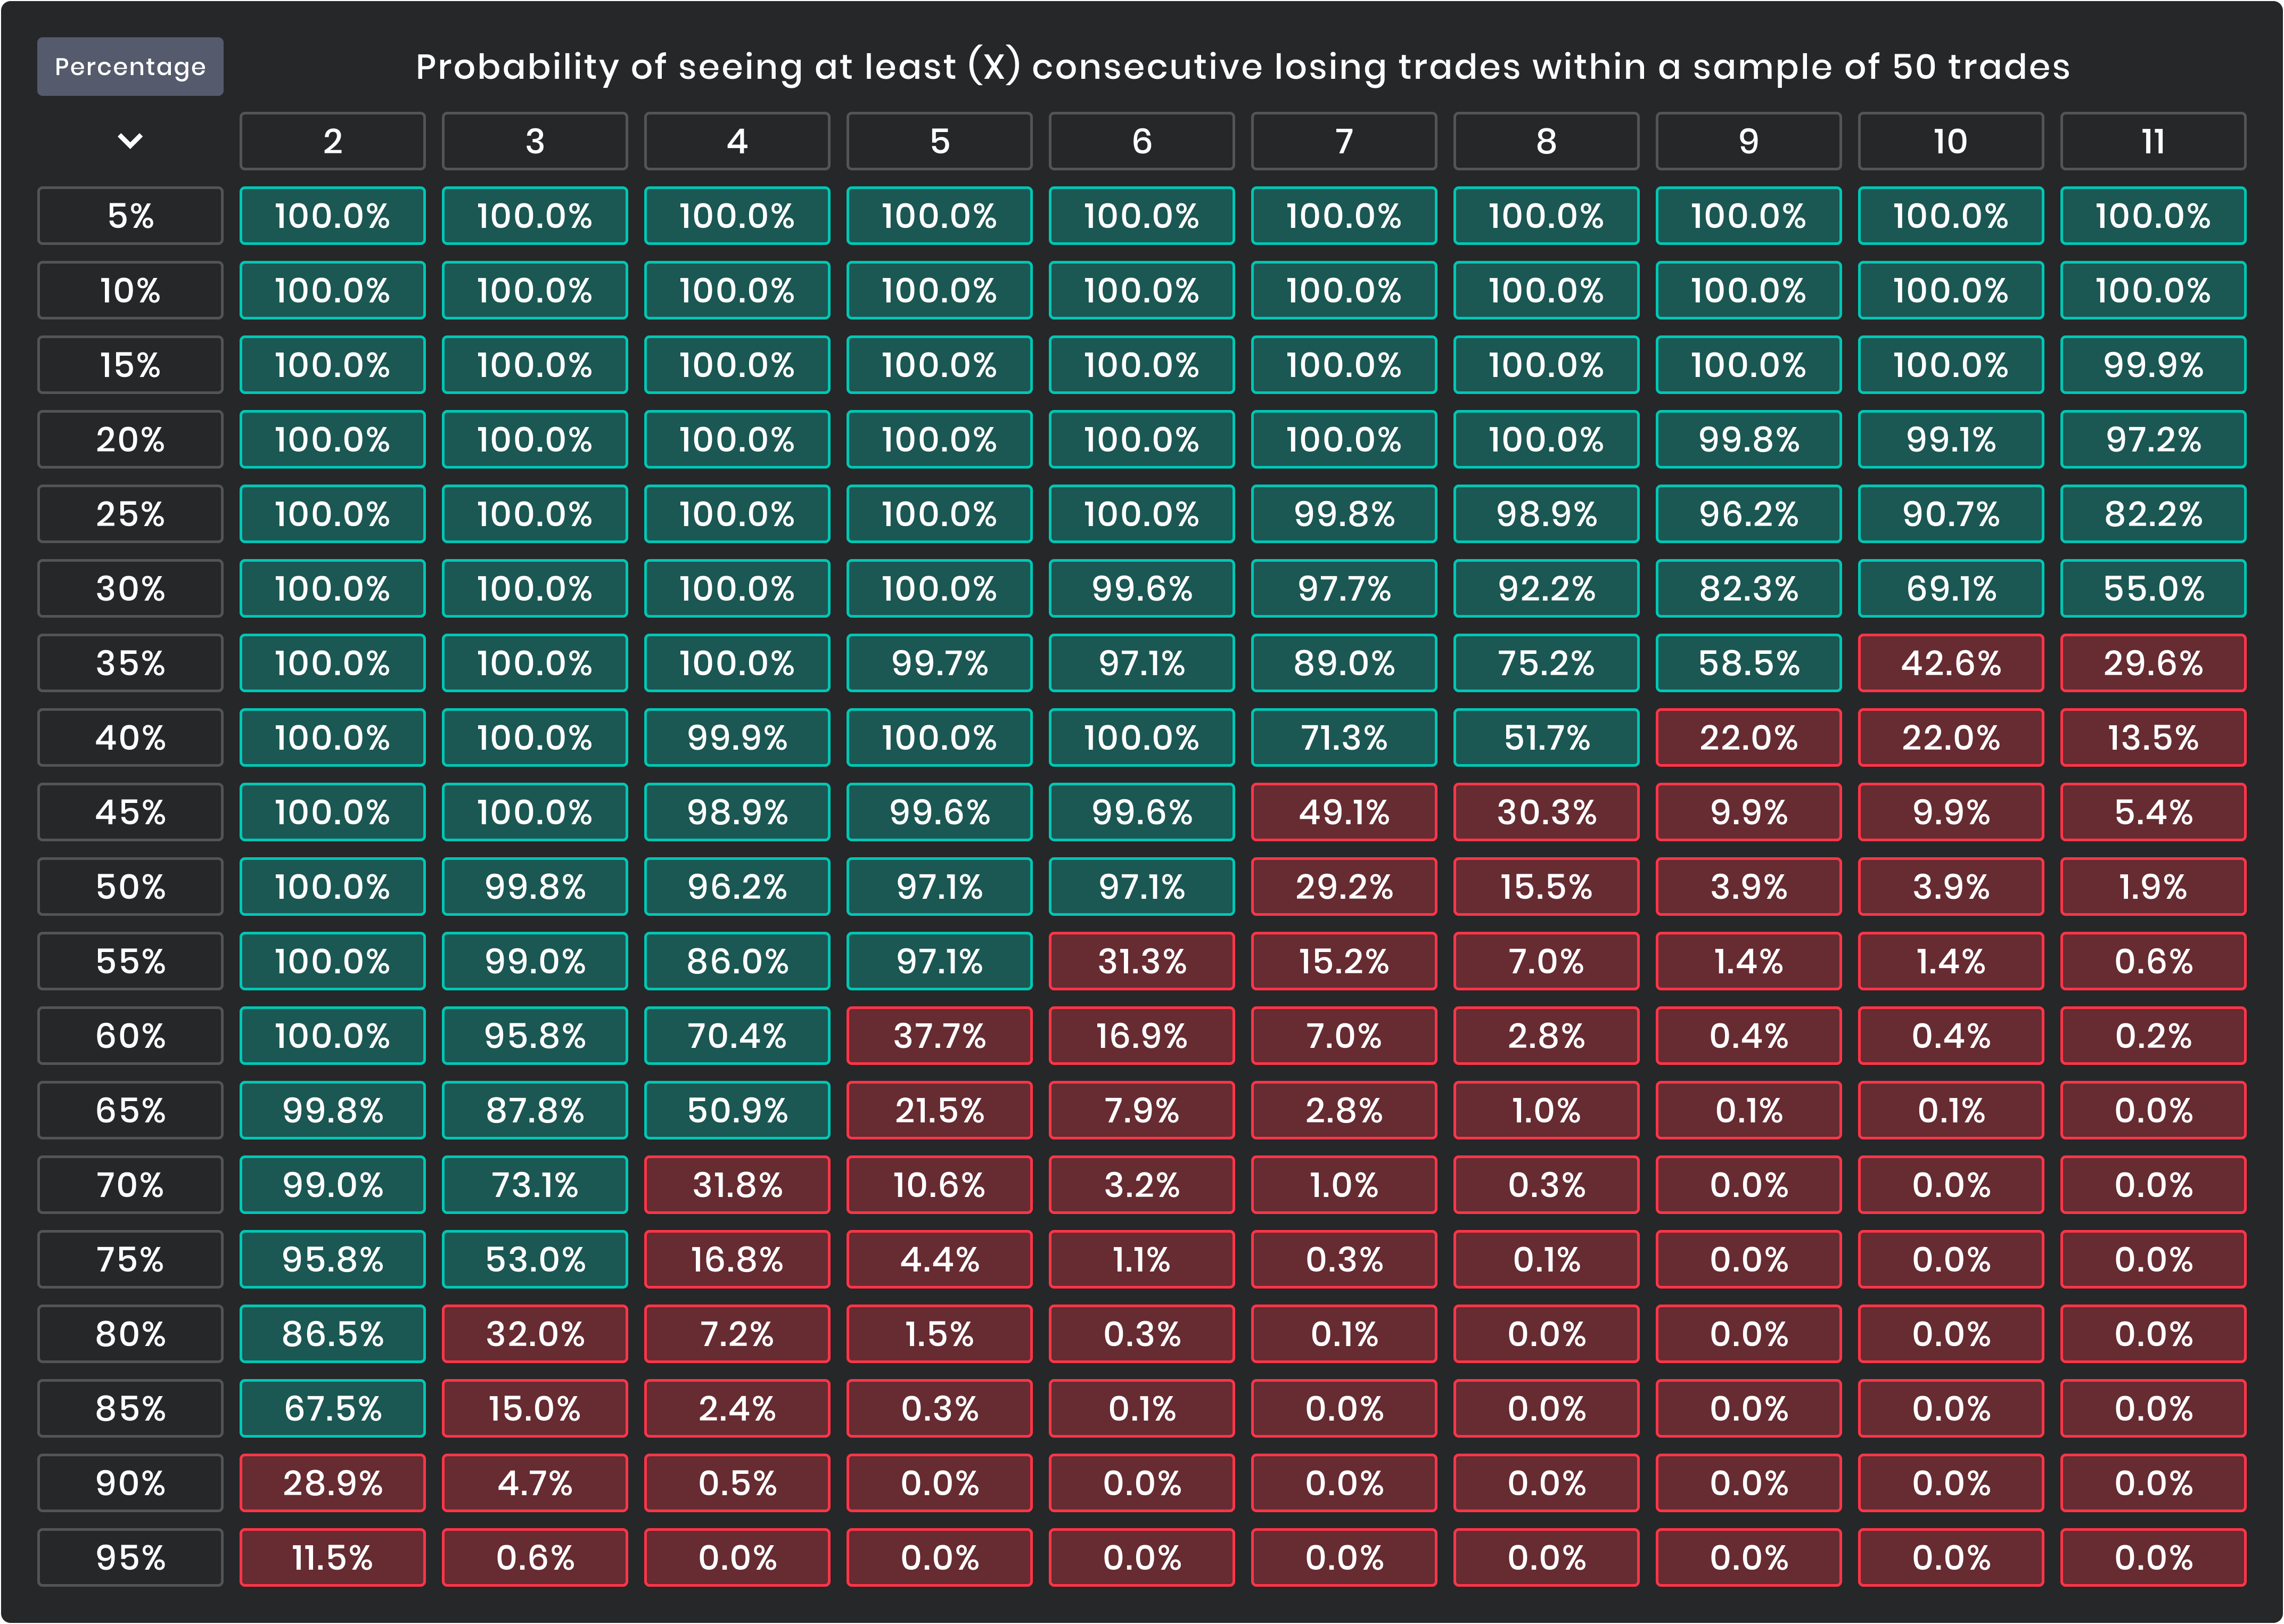 Percentage Probability of seeing at least (X) consecutive losing trades within a sample of 50 trades
2 3 4 5 6 7 8 9 10 11
5% 100.0% 100.0% 100.0% 100.0% 100.0% 100.0% 100.0% 100.0% 100.0% 100.0%
10% 100.0% 100.0% 100.0% 100.0% 100.0% 100.0% 100.0% 100.0% 100.0% 100.0%
15% 100.0% 100.0% 100.0% 100.0% 100.0% 100.0% 100.0% 100.0% 100.0% 99.9%
20% 100.0% 100.0% 100.0% 100.0% 100.0% 100.0% 100.0% 99.8% 99.1% 97.2%
25% 100.0% 100.0% 100.0% 100.0% 100.0% 99.8% 98.9% 96.2% 90.7% 82.2%
30% 100.0% 100.0% 100.0% 100.0% 99.6% 97.7% 92.2% 82.3% 69.1% 55.0%
35% 100.0% 100.0% 100.0% 99.7% 97.1% 89.0% 75.2% 58.5% 42.6% 29.6%
40% 100.0% 100.0% 99.9% 100.0% 100.0% 71.3% 51.7% 22.0% 22.0% 13.5%
45% 100.0% 100.0% 98.9% 99.6% 99.6% 49.1% 30.3% 9.9% 9.9% 5.4%
50% 100.0% 99.8% 96.2% 97.1% 97.1% 29.2% 15.5% 3.9% 3.9% 1.9%
55% 100.0% 99.0% 86.0% 97.1% 31.3% 15.2% 7.0% 1.4% 1.4% 0.6%
60% 100.0% 95.8% 70.4% 37.7% 16.9% 7.0% 2.8% 0.4% 0.4% 0.2%
65% 99.8% 87.8% 50.9% 21.5% 7.9% 2.8% 1.0% 0.1% 0.1% 0.0%
70% 99.0% 73.1% 31.8% 10.6% 3.2% 1.0% 0.3% 0.0% 0.0% 0.0%
75% 95.8% 53.0% 16.8% 4.4% 1.1% 0.3% 0.1% 0.0% 0.0% 0.0%
80% 86.5% 32.0% 7.2% 1.5% 0.3% 0.1% 0.0% 0.0% 0.0% 0.0%
85% 67.5% 15.0% 2.4% 0.3% 0.1% 0.0% 0.0% 0.0% 0.0% 0.0%
90% 28.9% 4.7% 0.5% 0.0% 0.0% 0.0% 0.0% 0.0% 0.0% 0.0%
95% 11.5% 0.6% 0.0% 0.0% 0.0% 0.0% 0.0% 0.0% 0.0% 0.0%